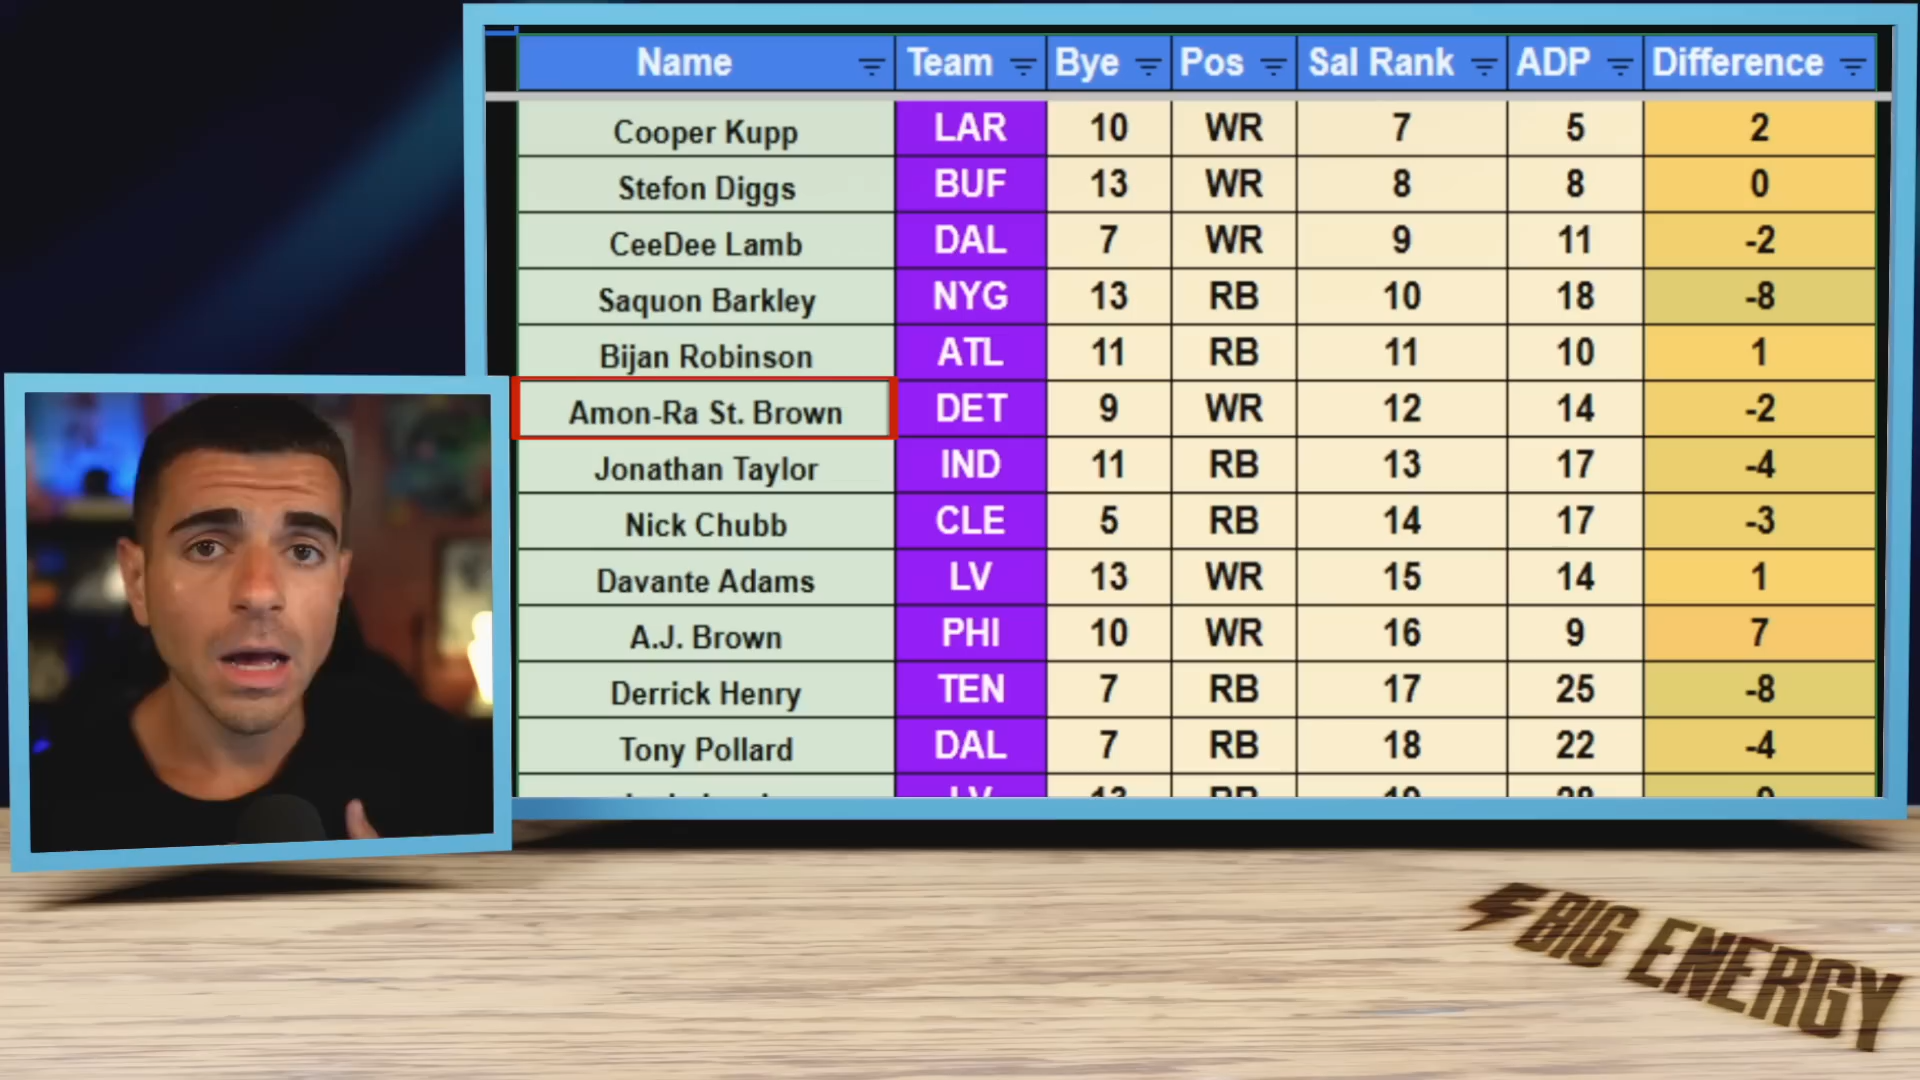 Name Team Bye Pos Sal Rank ADP Difference
Cooper Kupp LAR 10 WR 7 5 2
Stefon Diggs BUF 13 WR 8 8 0
CeeDee Lamb DAL 7 WR 9 11 -2
Saquon Barkley NYG 13 RB 10 18 -8
Bijan Robinson ATL 11 RB 11 10 1
Amon-Ra St. Brown DET 9 WR 12 14 -2
Jonathan Taylor IND 11 RB 13 17 -4
Nick Chubb CLE 5 RB 14 17 -3
Davante Adams LV 13 WR 15 14 1
A.J. Brown PHI 10 WR 16 9 7
Derrick Henry TEN 7 RB 17 25 -8
Tony Pollard DAL 7 RB 18 22 -4
LV 13 RB 19 28
BIG ENERGY